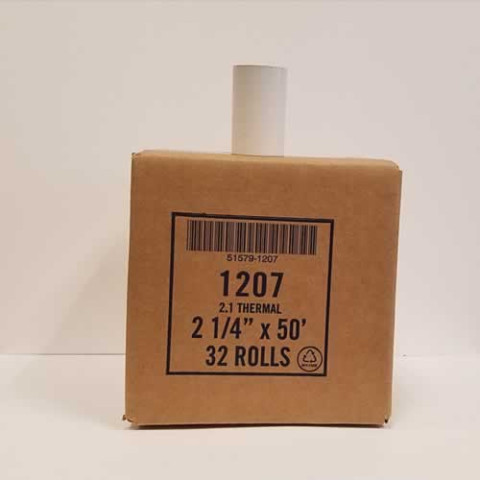 51579-1207
1207
2.1 THERMAL
2 1/4” x 50’
32 ROLLS